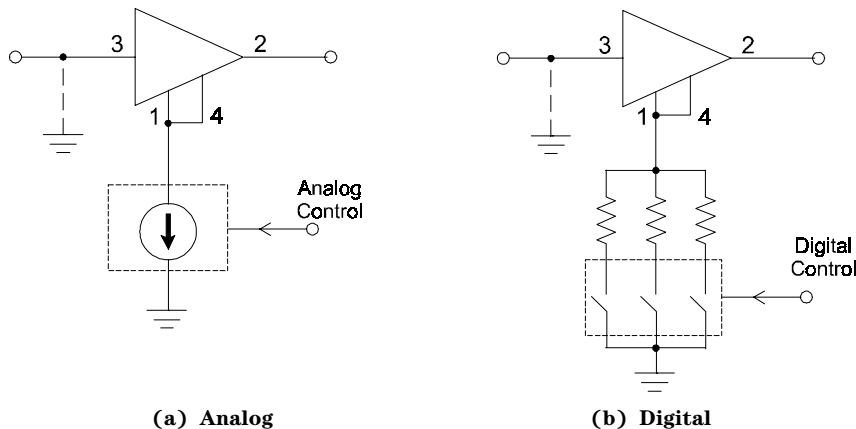 3
2
1
4
Analog
Control
(a) Analog
3
2
1
4
Digital
Control
(b) Digital